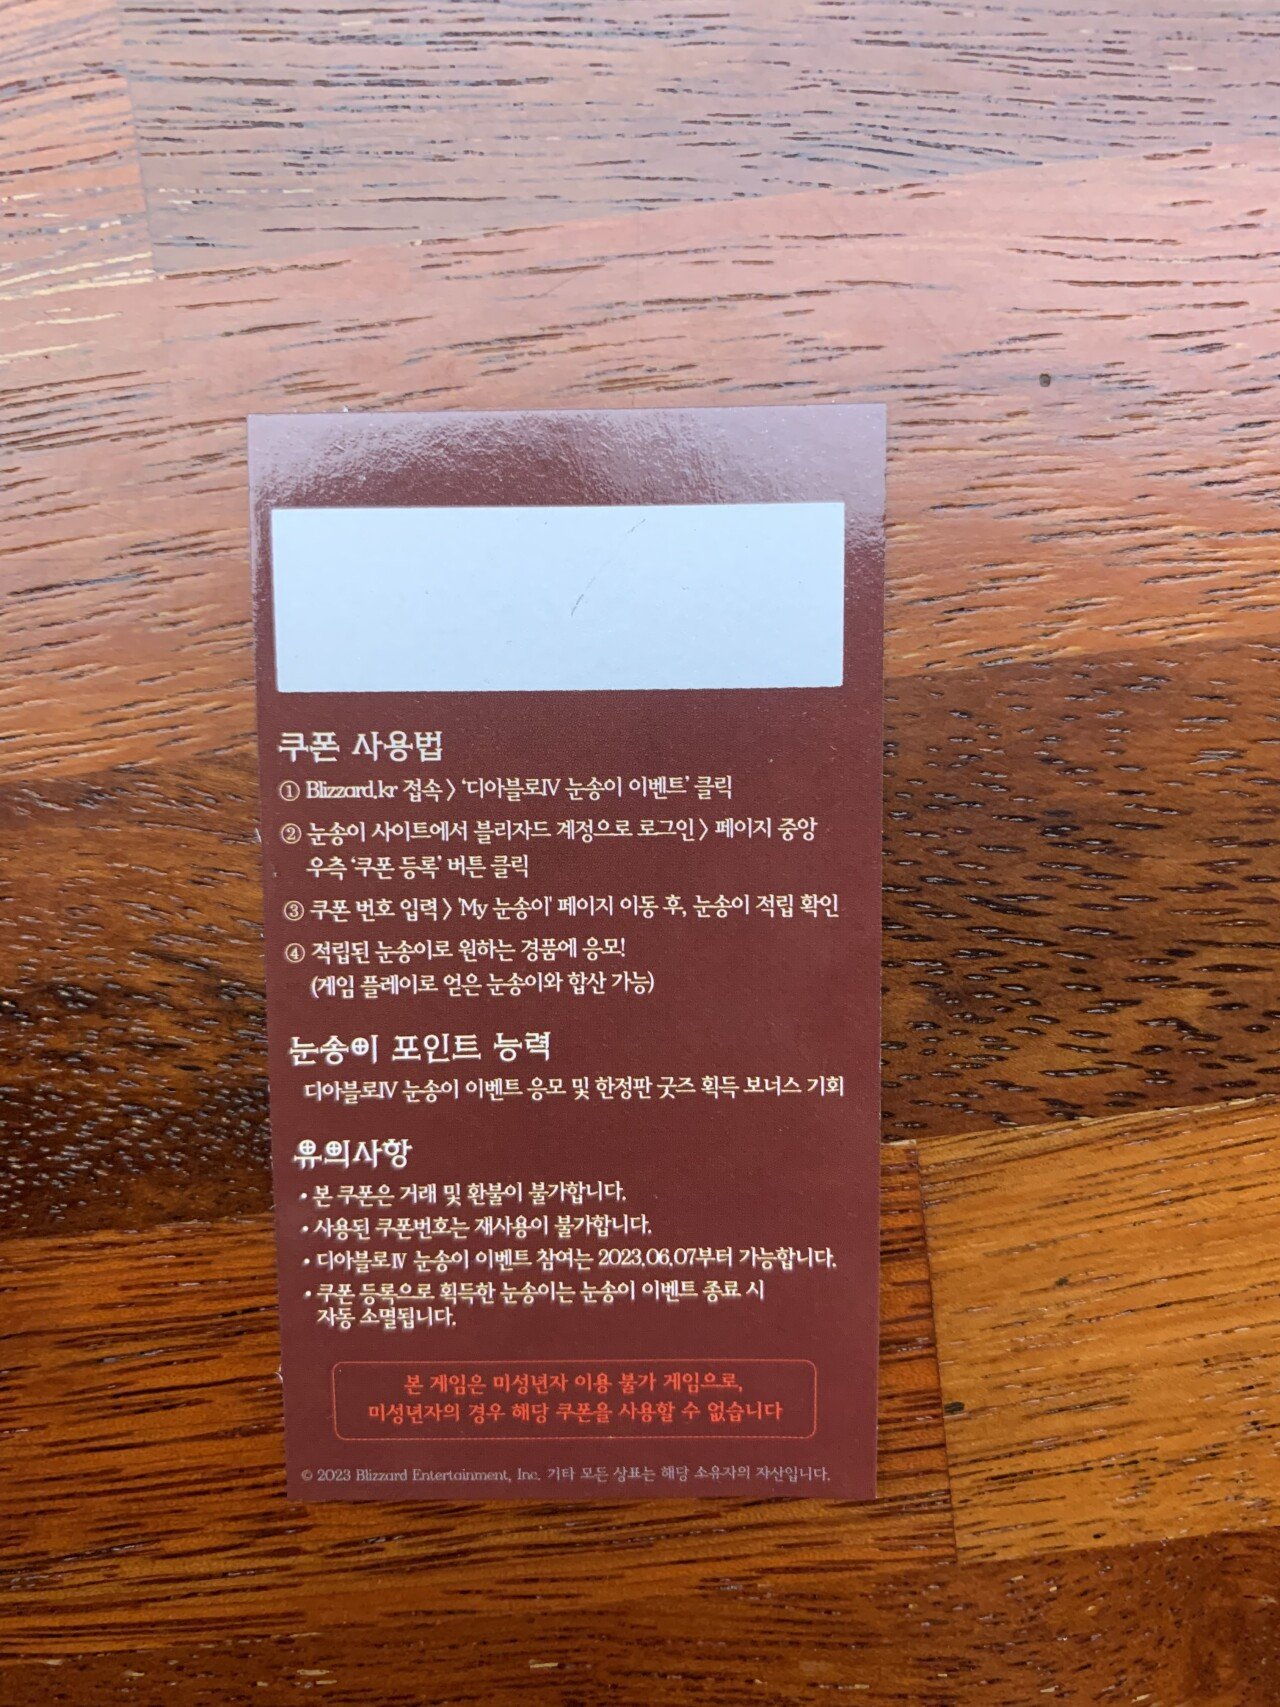 쿠폰 사용법
① Blizzard.kr 접속 > '디아블로IV 눈송이 이벤트' 클릭
② 눈송이 사이트에서 블리자드 계정으로 로그인 > 페이지 중앙
우측 '쿠폰 등록' 버튼 클릭
③ 쿠폰 번호 입력 > 'My 눈송이' 페이지 이동 후, 눈송이 적립 확인
④ 적립된 눈송이로 원하는 경품에 응모!
(게임 플레이로 얻은 눈송이와 합산 가능)
눈송이 포인트 능력
디아블로IV 눈송이 이벤트 응모 및 한정판 굿즈 획득 보너스 기회
유의사항
• 본 쿠폰은 거래 및 환불이 불가합니다.
• 사용된 쿠폰번호는 재사용이 불가합니다.
• 디아블로IV 눈송이 이벤트 참여는 2023.06.07부터 가능합니다.
• 쿠폰 등록으로 획득한 눈송이는 눈송이 이벤트 종료 시
자동 소멸됩니다.
본 게임은 미성년자 이용 불가 게임으로,
미성년자의 경우 해당 쿠폰을 사용할 수 없습니다
© 2023 Blizzard Entertainment, Inc. 기타 모든 상표는 해당 소유자의 자산입니다.